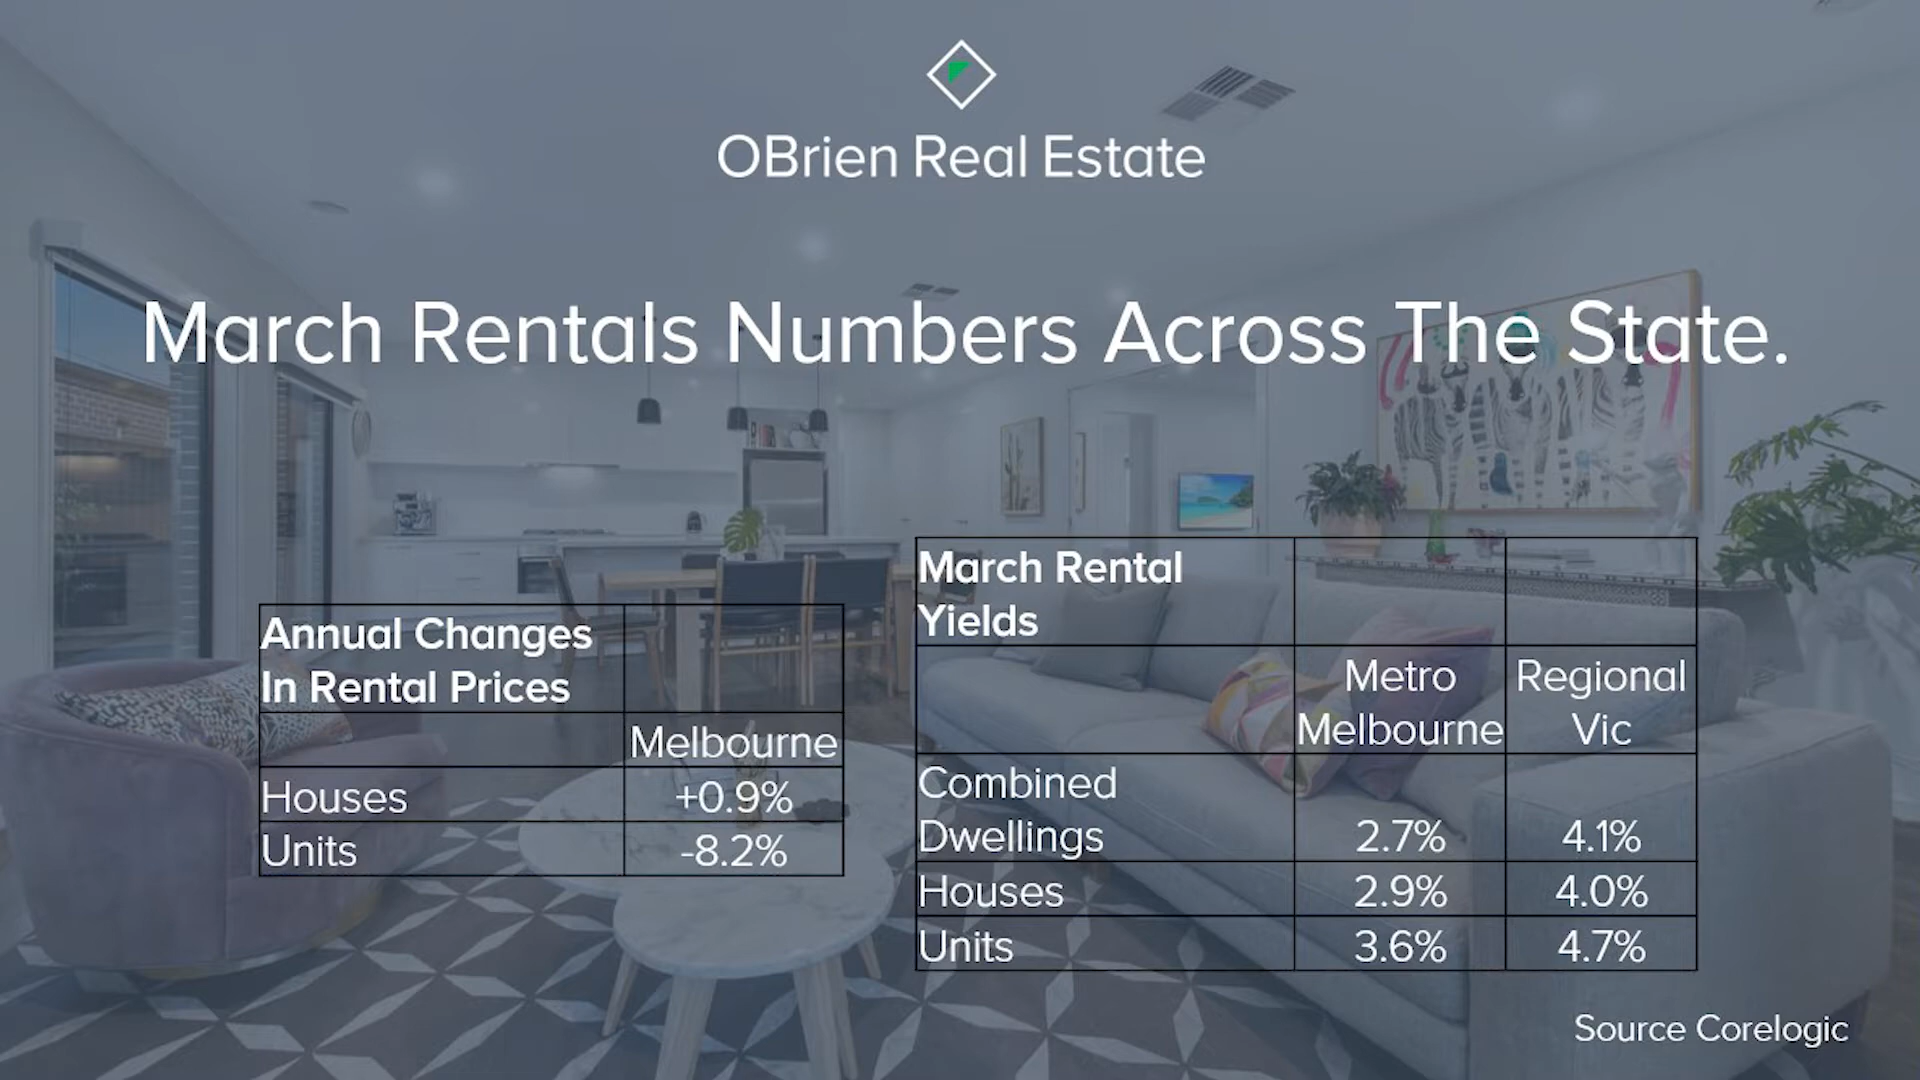 OBrien Real Estate
March Rentals Numbers Across The State.
Annual Changes
In Rental Prices
Melbourne
Houses +0.9%
Units -8.2%
March Rental
Yields
Metro Regional
Melbourne Vic
Combined
Dwellings 2.7% 4.1%
Houses 2.9% 4.0%
Units 3.6% 4.7%
Source Corelogic